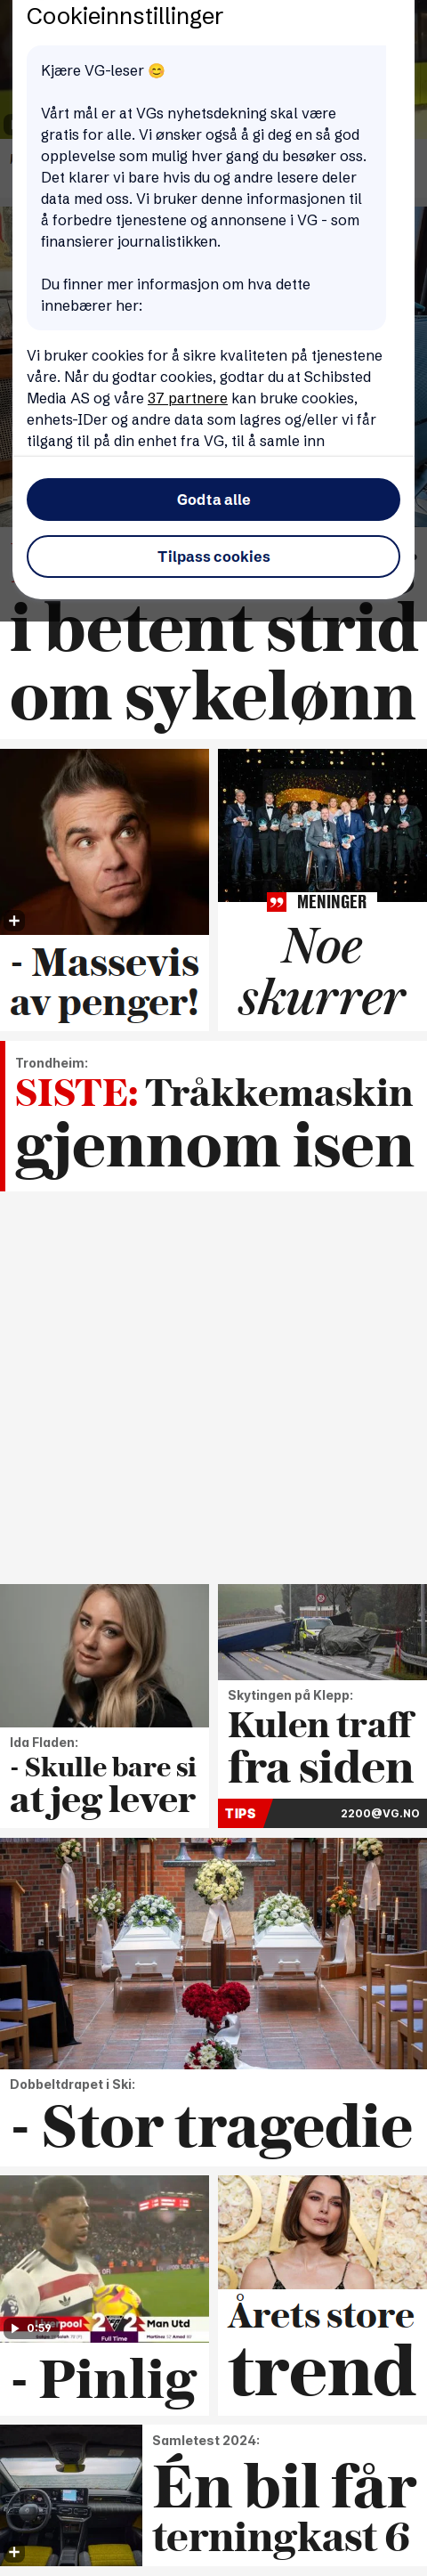 Cookieinnstillinger
Kjære VG-leser 😊
Vårt mål er at VGs nyhetsdekning skal være
gratis for alle. Vi ønsker også å gi deg en så god
opplevelse som mulig hver gang du besøker oss.
Det klarer vi bare hvis du og andre lesere deler
data med oss. Vi bruker denne informasjonen til
å forbedre tjenestene og annonsene i VG - som
finansierer journalistikken.
Du finner mer informasjon om hva dette
innebærer her:
Vi bruker cookies for å sikre kvaliteten på tjenestene
våre. Når du godtar cookies, godtar du at Schibsted
Media AS og våre 37 partnere kan bruke cookies,
enhets-IDer og andre data som lagres og/eller vi får
tilgang til på din enhet fra VG, til å samle inn
Godta alle
Tilpass cookies
i betent strid
om sykelønn
- Massevis
av penger!
MENINGER
Noe
skurrer
Trondheim:
SISTE: Tråkkemaskin
gjennom isen
Ida Fladen:
- Skulle bare si
at jeg lever
Skytingen på Klepp:
Kulen traff
fra siden
TIPS 2200@VG.NO
Dobbeltdrapet i Ski:
- Stor tragedie
0:59
Liverpool 2-2 Man Utd
Full Time
- Pinlig
Årets store
trend
Samletest 2024:
Én bil får
terningkast 6